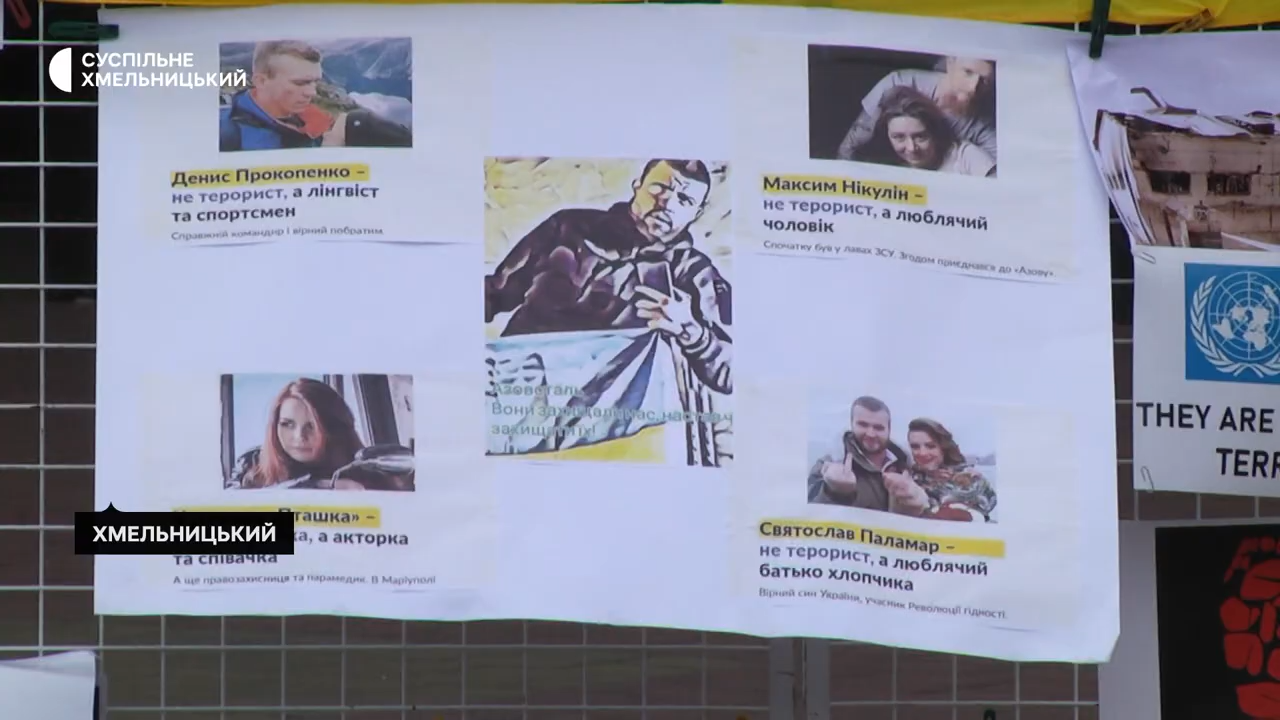 СУСПІЛЬНЕ
ХМЕЛЬНИЦЬКИЙ
Денис Прокопенко –
не терорист, а лінгвіст
та спортсмен
Справжній командир і вірний побратим
Максим Нікулін –
не терорист, а люблячий
чоловік
Спочатку був у лавах ЗСУ. Згодом приєднався до «Азову».
Азовсталь
Вони захищали нас, настав ч
захищати їх!
Пташка» –
ка, а акторка
та співачка
А ще правозахисниця та парамедик. В Маріуполі
Святослав Паламар –
не терорист, а люблячий
батько хлопчика
Вірний син України, учасник Революції гідності.
THEY ARE
TERR
ХМЕЛЬНИЦЬКИЙ